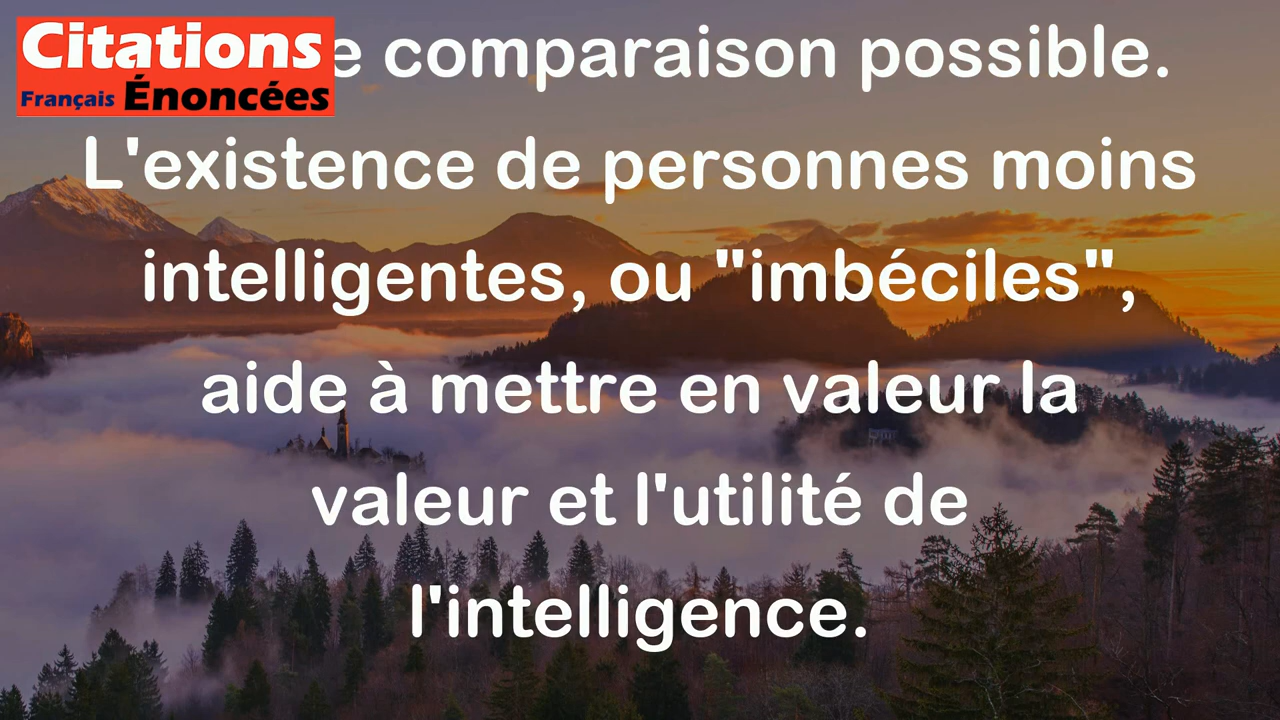 Citations
Français Énoncées
e comparaison possible.
L'existence de personnes moins
intelligentes, ou "imbéciles",
aide à mettre en valeur la
valeur et l'utilité de
l'intelligence.